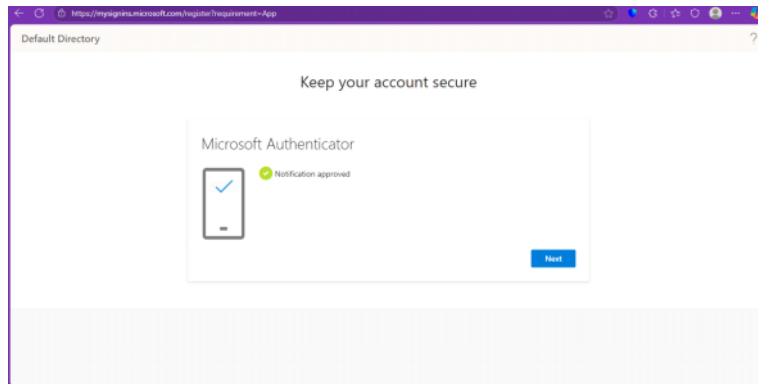 https://mysignins.microsoft.com/register?requirement=App
Default Directory
?
Keep your account secure
Microsoft Authenticator
Notification approved
Next